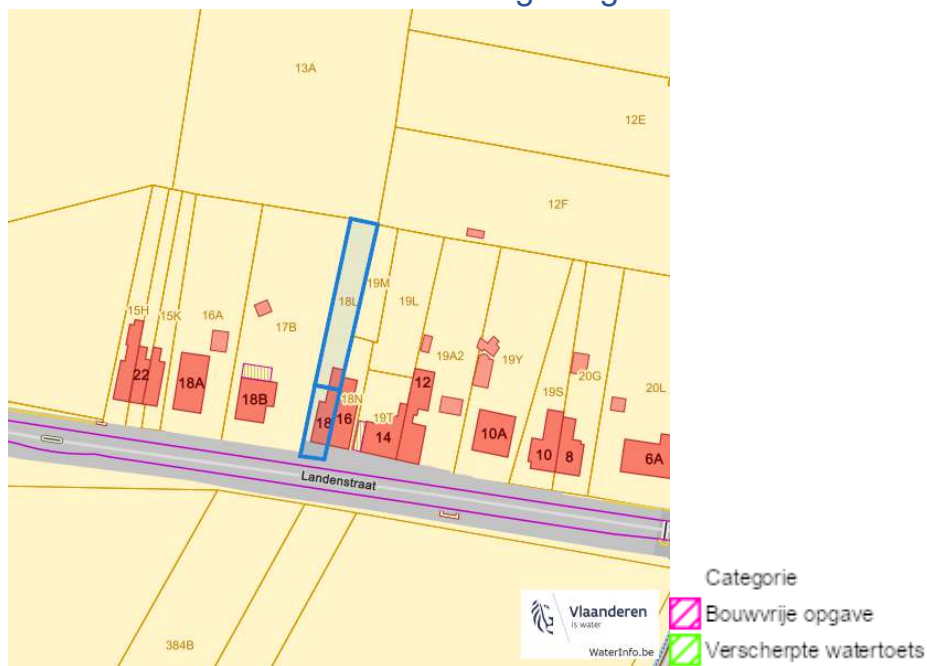 13A
12E
12F
19M
18L
19L
15H
15K
16A
17B
19A2
19Y
20G
19S
20L
22
18A
18B
12
18N
18
16
19T
14
10A
10
8
6A
Landenstraat
384B
Vlaanderen
is water
WaterInfo.be
Categorie
Bouwvrije opgave
Verscherpte watertoets